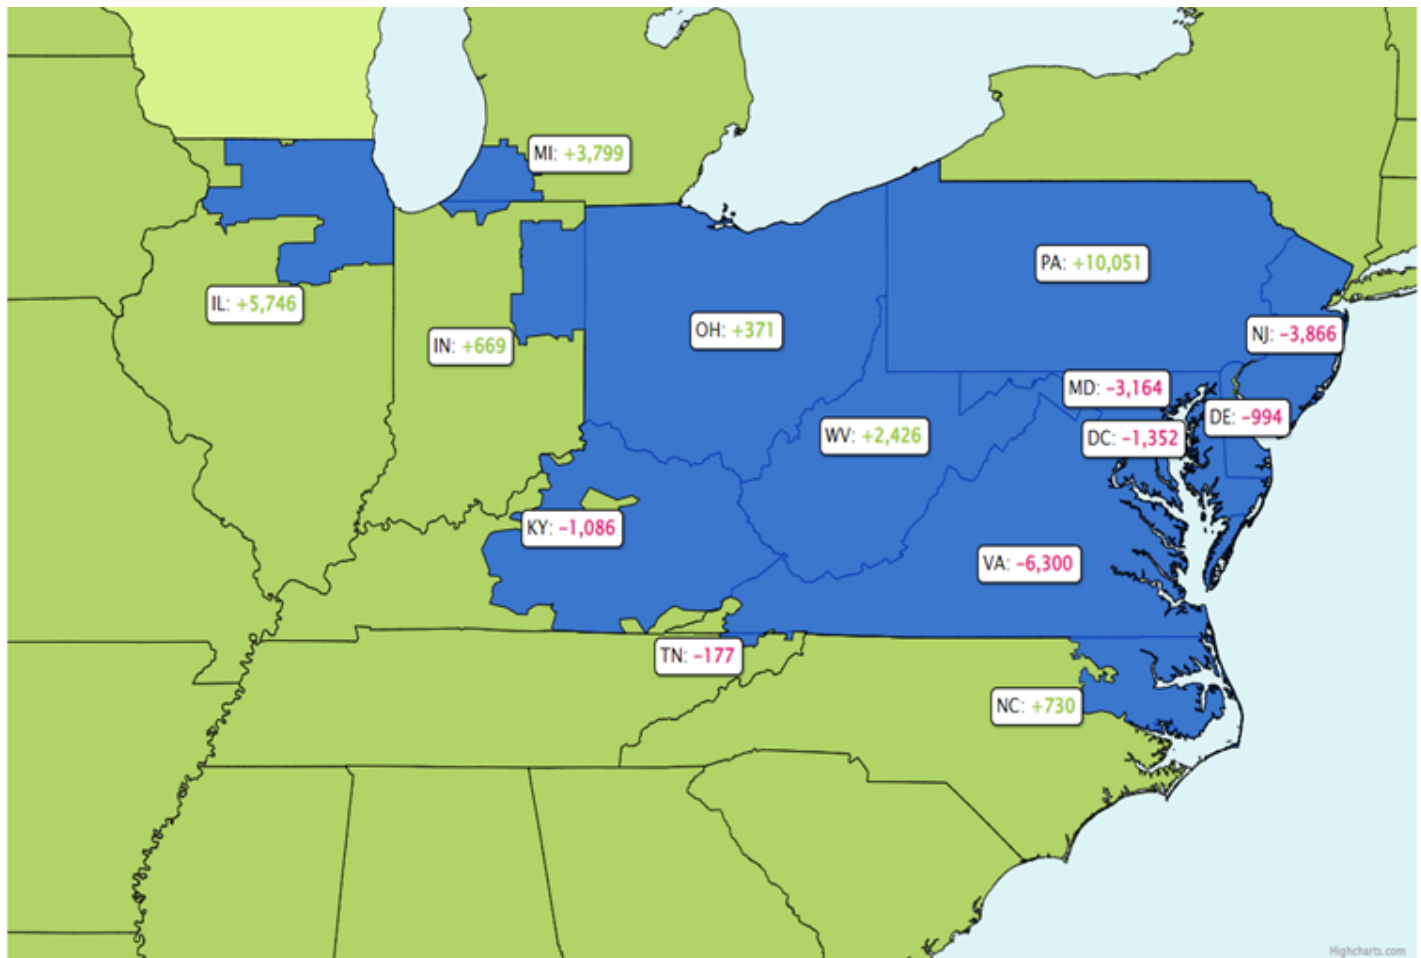 MI: +3,799
PA: +10,051
IL: +5,746
OH: +371
NJ: −3,866
IN: +669
MD: −3,164
DE: −994
WV: +2,426
DC: −1,352
KY: −1,086
VA: −6,300
TN: −177
NC: +730
Highcharts.com